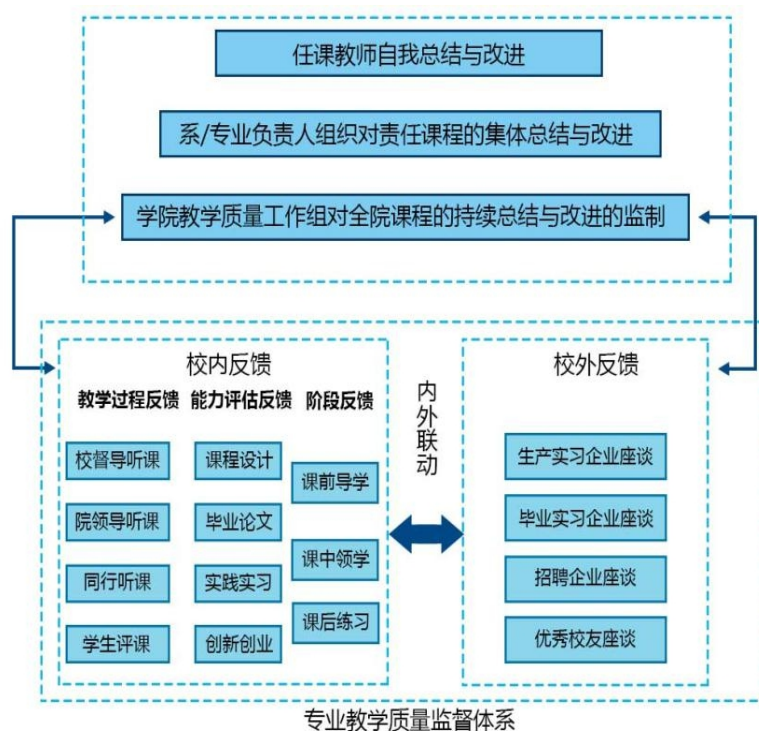 任课教师自我总结与改进
系/专业负责人组织对责任课程的集体总结与改进
学院教学质量工作组对全院课程的持续总结与改进的监制
校内反馈
教学过程反馈
能力评估反馈
阶段反馈
校督导听课
院领导听课
同行听课
学生评课
课程设计
毕业论文
实践实习
创新创业
课前导学
课中领学
课后练习
内外联动
校外反馈
生产实习企业座谈
毕业实习企业座谈
招聘企业座谈
优秀校友座谈
专业教学质量监督体系